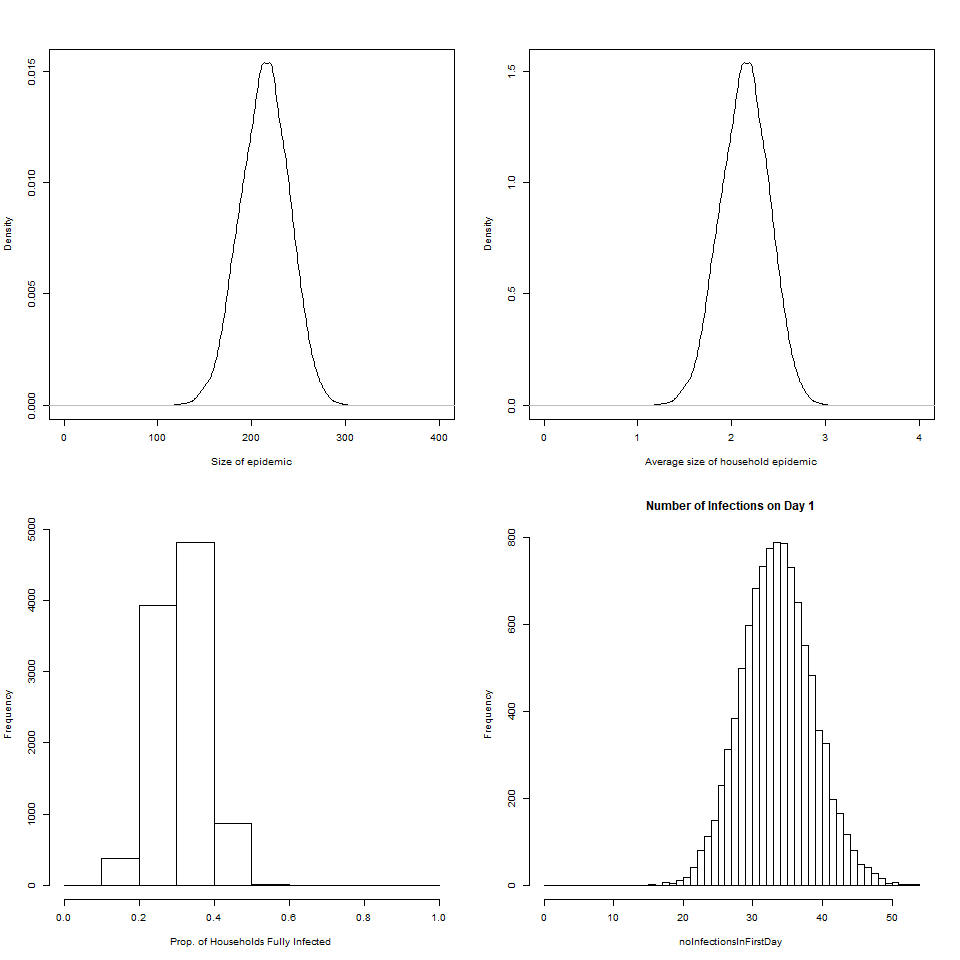 0.015
0.010
0.005
0.000
Density
0 100 200 300 400
Size of epidemic
1.5
1.0
0.5
0.0
Density
0 1 2 3 4
Average size of household epidemic
5000
4000
3000
2000
1000
0
Frequency
0.0 0.2 0.4 0.6 0.8 1.0
Prop. of Households Fully Infected
Number of Infections on Day 1
800
600
400
200
0
Frequency
0 10 20 30 40 50
noInfectionsInFirstDay